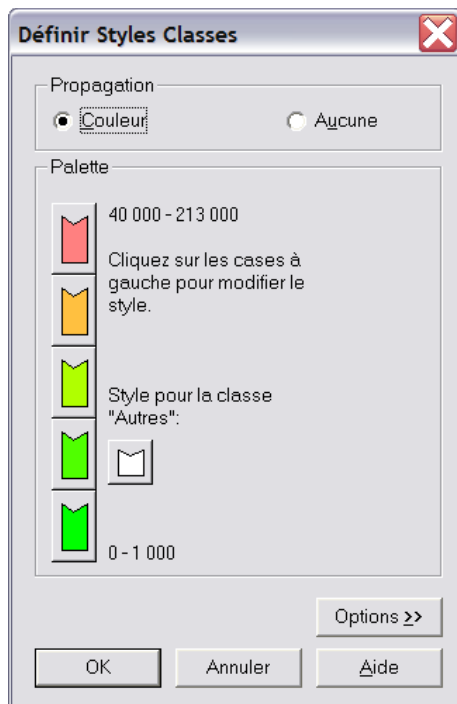 Définir Styles Classes
Propagation
Couleur
Aucune
Palette
40 000 - 213 000
Cliquez sur les cases à
gauche pour modifier le
style.
Style pour la classe
"Autres":
0 - 1 000
Options >>
OK
Annuler
Aide